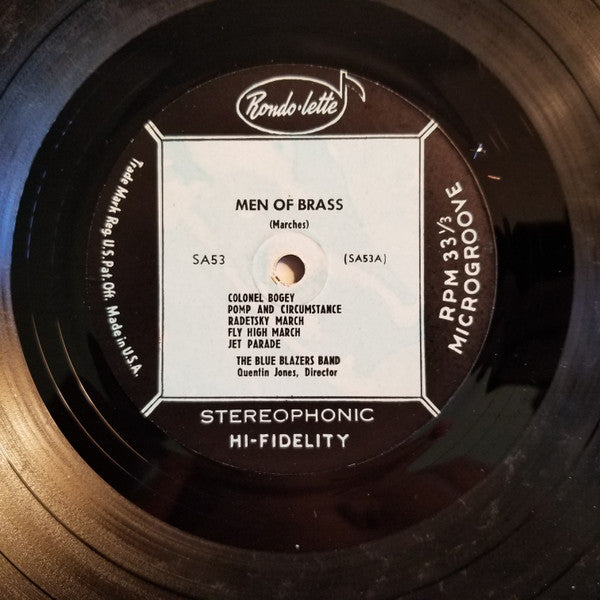 Rondo-lette
MEN OF BRASS
(Marches)
SA53
(SA53A)
COLONEL BOGEY
POMP AND CIRCUMSTANCE
RADETSKY MARCH
FLY HIGH MARCH
JET PARADE
THE BLUE BLAZERS BAND
Quentin Jones, Director
STEREOPHONIC
HI-FIDELITY
Trade Mark Reg. U.S. Pat. Off. Made in U.S.A.
RPM 33 1/3
MICROGROOVE